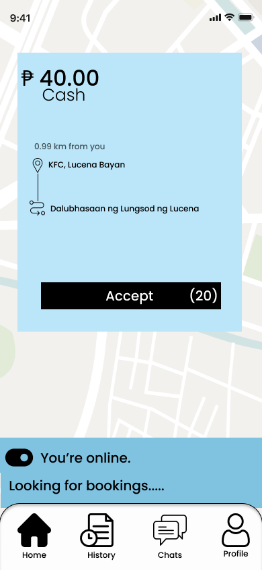 9:41
₱ 40.00
Cash
0.99 km from you
KFC, Lucena Bayan
Dalubhasaan ng Lungsod ng Lucena
Accept (20)
You're online.
Looking for bookings.....
Home History Chats Profile